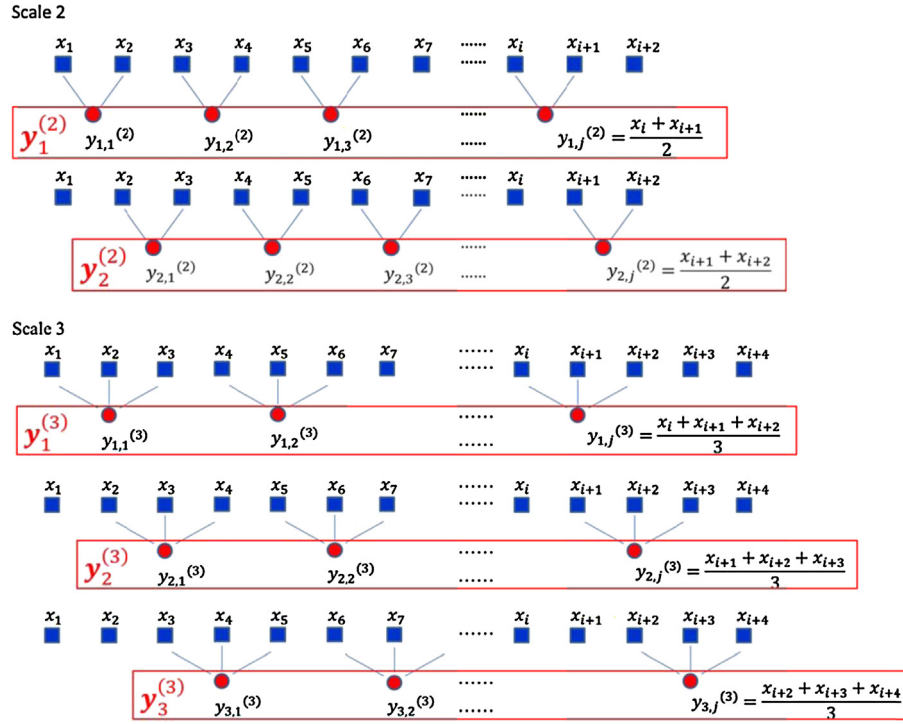 Scale 2
x₁ x₂ x₃ x₄ x₅ x₆ x₇ ...... xᵢ xᵢ₊₁ xᵢ₊₂
......
y₁⁽²⁾ y₁,₁⁽²⁾ y₁,₂⁽²⁾ y₁,₃⁽²⁾ ...... y₁,ⱼ⁽²⁾ = (xᵢ + xᵢ₊₁)/2
......
x₁ x₂ x₃ x₄ x₅ x₆ x₇ ...... xᵢ xᵢ₊₁ xᵢ₊₂
......
y₂⁽²⁾ y₂,₁⁽²⁾ y₂,₂⁽²⁾ y₂,₃⁽²⁾ ...... y₂,ⱼ⁽²⁾ = (xᵢ₊₁ + xᵢ₊₂)/2
......
Scale 3
x₁ x₂ x₃ x₄ x₅ x₆ x₇ ...... xᵢ xᵢ₊₁ xᵢ₊₂ xᵢ₊₃ xᵢ₊₄
......
y₁⁽³⁾ y₁,₁⁽³⁾ y₁,₂⁽³⁾ ...... y₁,ⱼ⁽³⁾ = (xᵢ + xᵢ₊₁ + xᵢ₊₂)/3
......
x₁ x₂ x₃ x₄ x₅ x₆ x₇ ...... xᵢ xᵢ₊₁ xᵢ₊₂ xᵢ₊₃ xᵢ₊₄
......
y₂⁽³⁾ y₂,₁⁽³⁾ y₂,₂⁽³⁾ ...... y₂,ⱼ⁽³⁾ = (xᵢ₊₁ + xᵢ₊₂ + xᵢ₊₃)/3
......
x₁ x₂ x₃ x₄ x₅ x₆ x₇ ...... xᵢ xᵢ₊₁ xᵢ₊₂ xᵢ₊₃ xᵢ₊₄
y₃⁽³⁾ y₃,₁⁽³⁾ y₃,₂⁽³⁾ ...... y₃,ⱼ⁽³⁾ = (xᵢ₊₂ + xᵢ₊₃ + xᵢ₊₄)/3
......